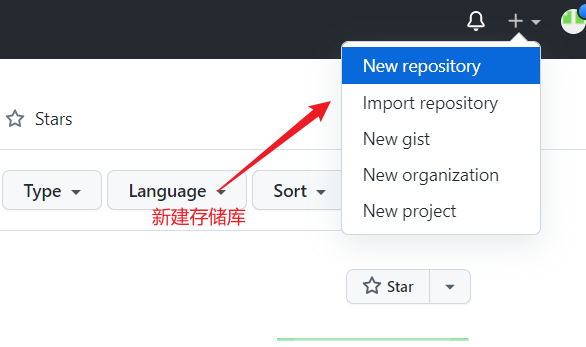 New repository
Import repository
New gist
New organization
New project
Stars
Type
Language
Sort
新建存储库
Star